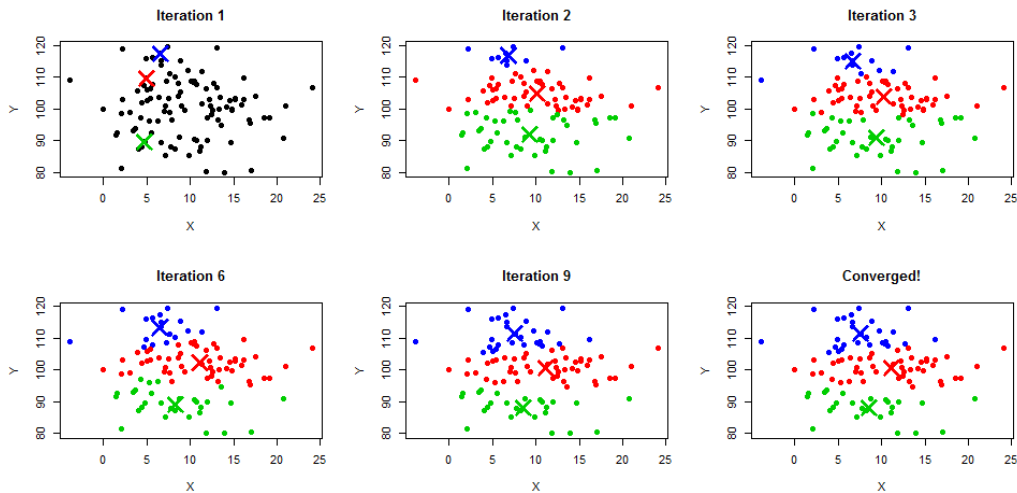 Iteration 1
Y
80 90 100 110 120
0 5 10 15 20 25
X
Iteration 2
Y
80 90 100 110 120
0 5 10 15 20 25
X
Iteration 3
Y
80 90 100 110 120
0 5 10 15 20 25
X
Iteration 6
Y
80 90 100 110 120
0 5 10 15 20 25
X
Iteration 9
Y
80 90 100 110 120
0 5 10 15 20 25
X
Converged!
Y
80 90 100 110 120
0 5 10 15 20 25
X